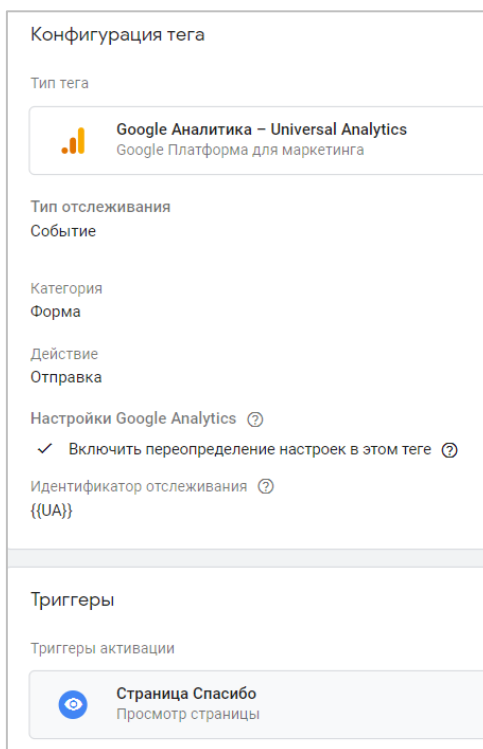 Конфигурация тега
Тип тега
Google Аналитика – Universal Analytics
Google Платформа для маркетинга
Тип отслеживания
Событие
Категория
Форма
Действие
Отправка
Настройки Google Analytics ?
✓ Включить переопределение настроек в этом теге ?
Идентификатор отслеживания ?
{{UA}}
Триггеры
Триггеры активации
Страница Спасибо
Просмотр страницы